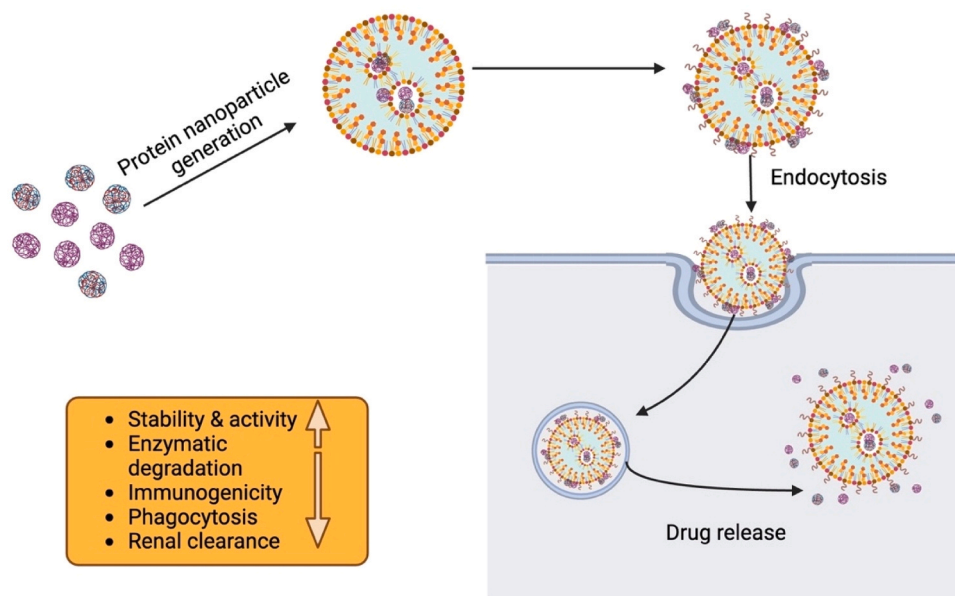 Protein nanoparticle
generation
Endocytosis
• Stability & activity
• Enzymatic
degradation
• Immunogenicity
• Phagocytosis
• Renal clearance
Drug release